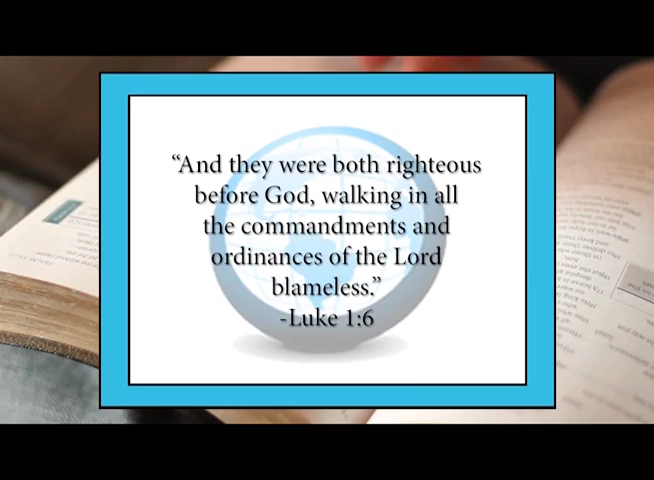 “And they were both righteous
before God, walking in all
the commandments and
ordinances of the Lord
blameless.”
-Luke 1:6